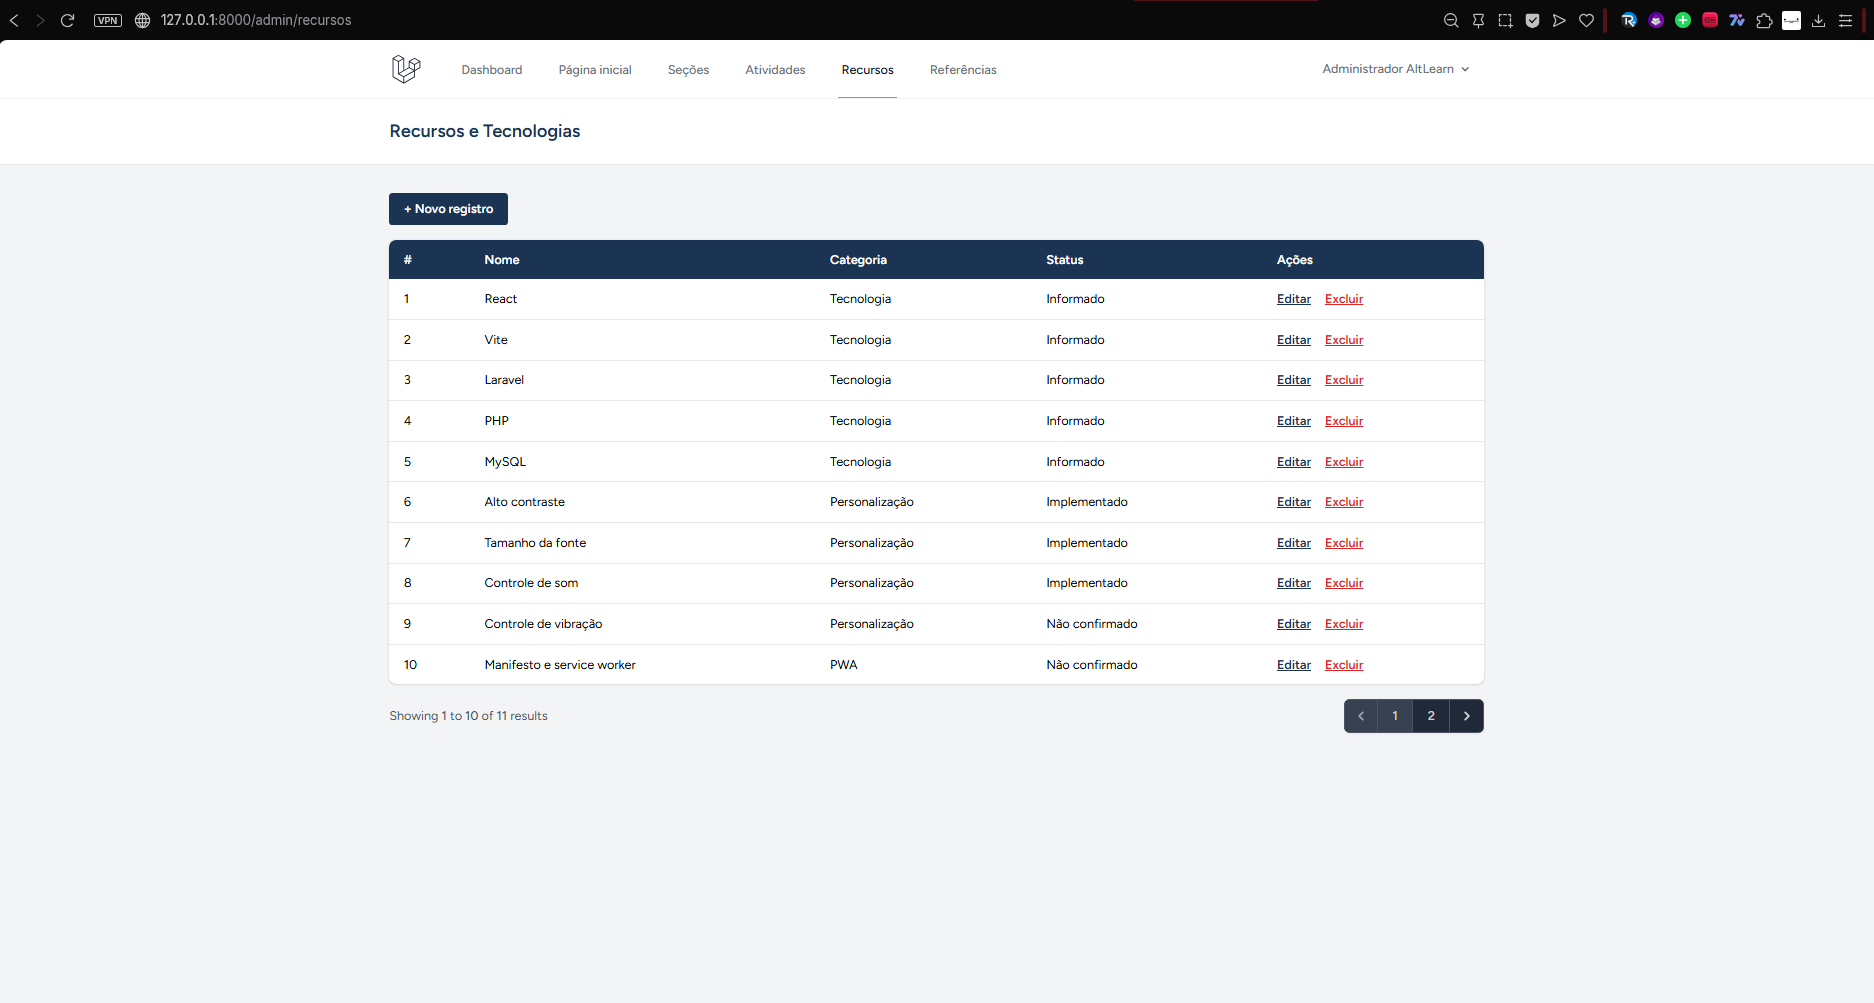 VPN 127.0.0.1:8000/admin/recursos
Dashboard Página inicial Seções Atividades Recursos Referências Administrador AltLearn
Recursos e Tecnologias
+ Novo registro
# Nome Categoria Status Ações
1 React Tecnologia Informado Editar Excluir
2 Vite Tecnologia Informado Editar Excluir
3 Laravel Tecnologia Informado Editar Excluir
4 PHP Tecnologia Informado Editar Excluir
5 MySQL Tecnologia Informado Editar Excluir
6 Alto contraste Personalização Implementado Editar Excluir
7 Tamanho da fonte Personalização Implementado Editar Excluir
8 Controle de som Personalização Implementado Editar Excluir
9 Controle de vibração Personalização Não confirmado Editar Excluir
10 Manifesto e service worker PWA Não confirmado Editar Excluir
Showing 1 to 10 of 11 results 1 2